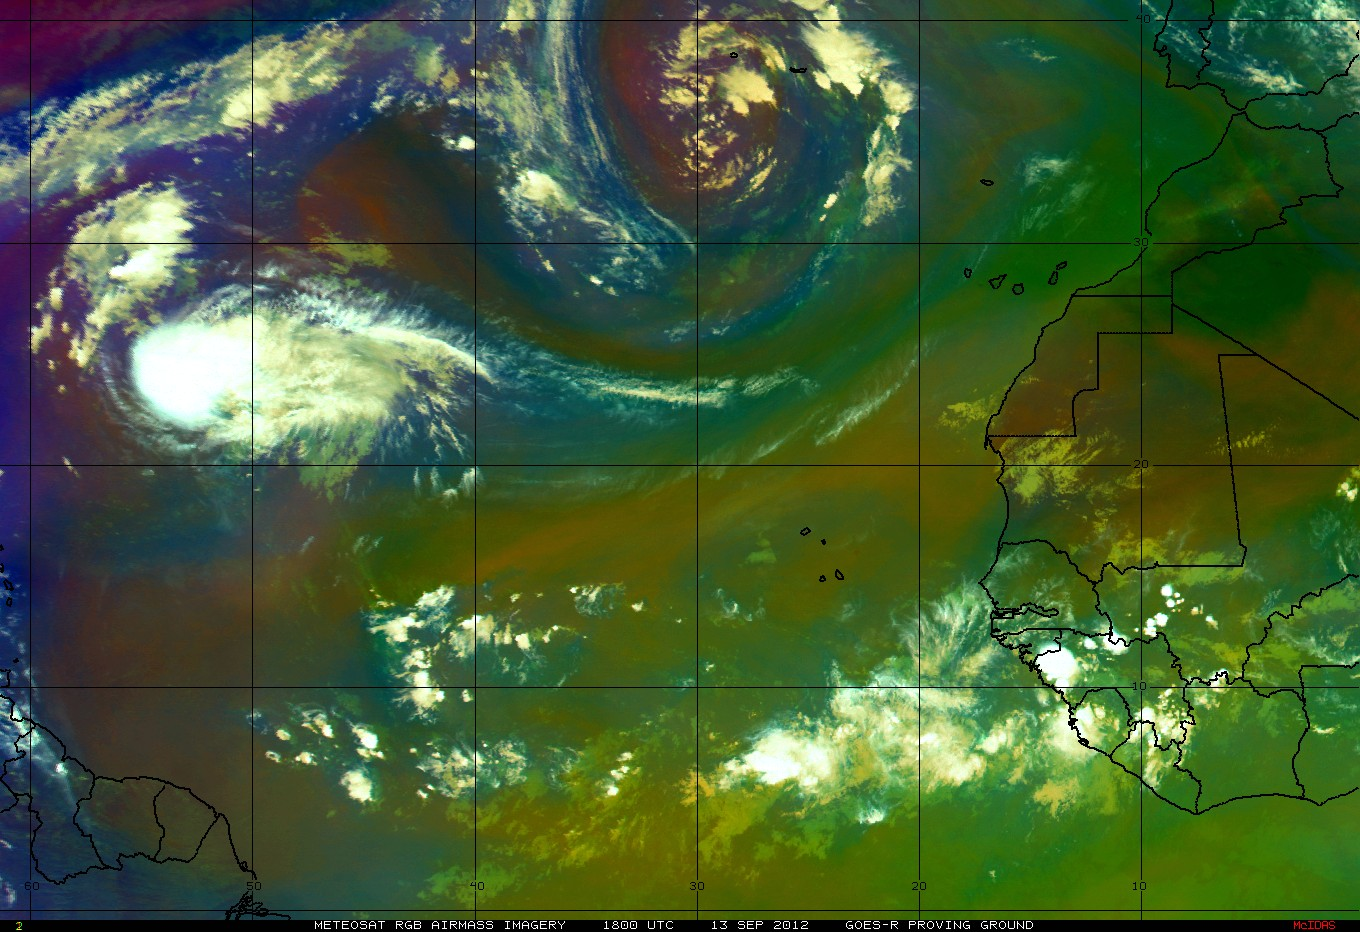 40
30
20
10
60 50 40 30 20 10
2 METEOSAT RGB AIRMASS IMAGERY 1800 UTC 13 SEP 2012 GOES-R PROVING GROUND McIDAS